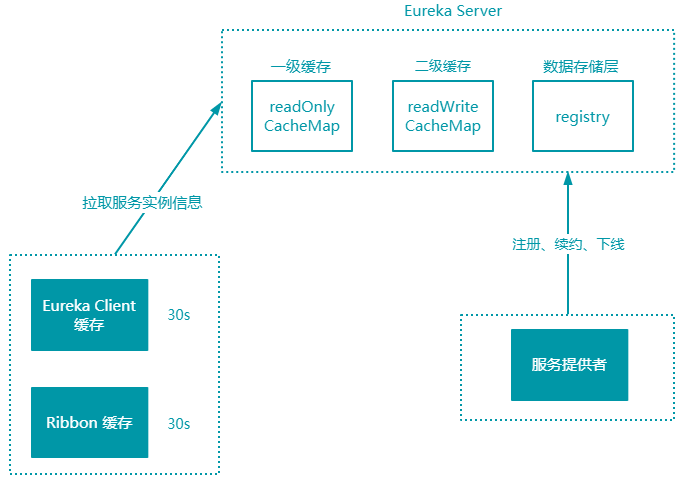 Eureka Server
一级缓存
二级缓存
数据存储层
readOnly
CacheMap
readWrite
CacheMap
registry
拉取服务实例信息
注册、续约、下线
Eureka Client
缓存
30s
服务提供者
Ribbon 缓存
30s